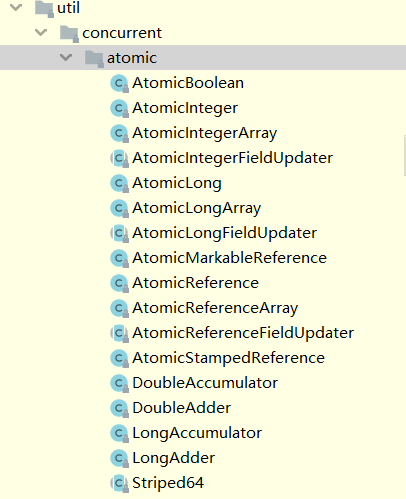 util
concurrent
atomic
AtomicBoolean
AtomicInteger
AtomicIntegerArray
AtomicIntegerFieldUpdater
AtomicLong
AtomicLongArray
AtomicLongFieldUpdater
AtomicMarkableReference
AtomicReference
AtomicReferenceArray
AtomicReferenceFieldUpdater
AtomicStampedReference
DoubleAccumulator
DoubleAdder
LongAccumulator
LongAdder
Striped64